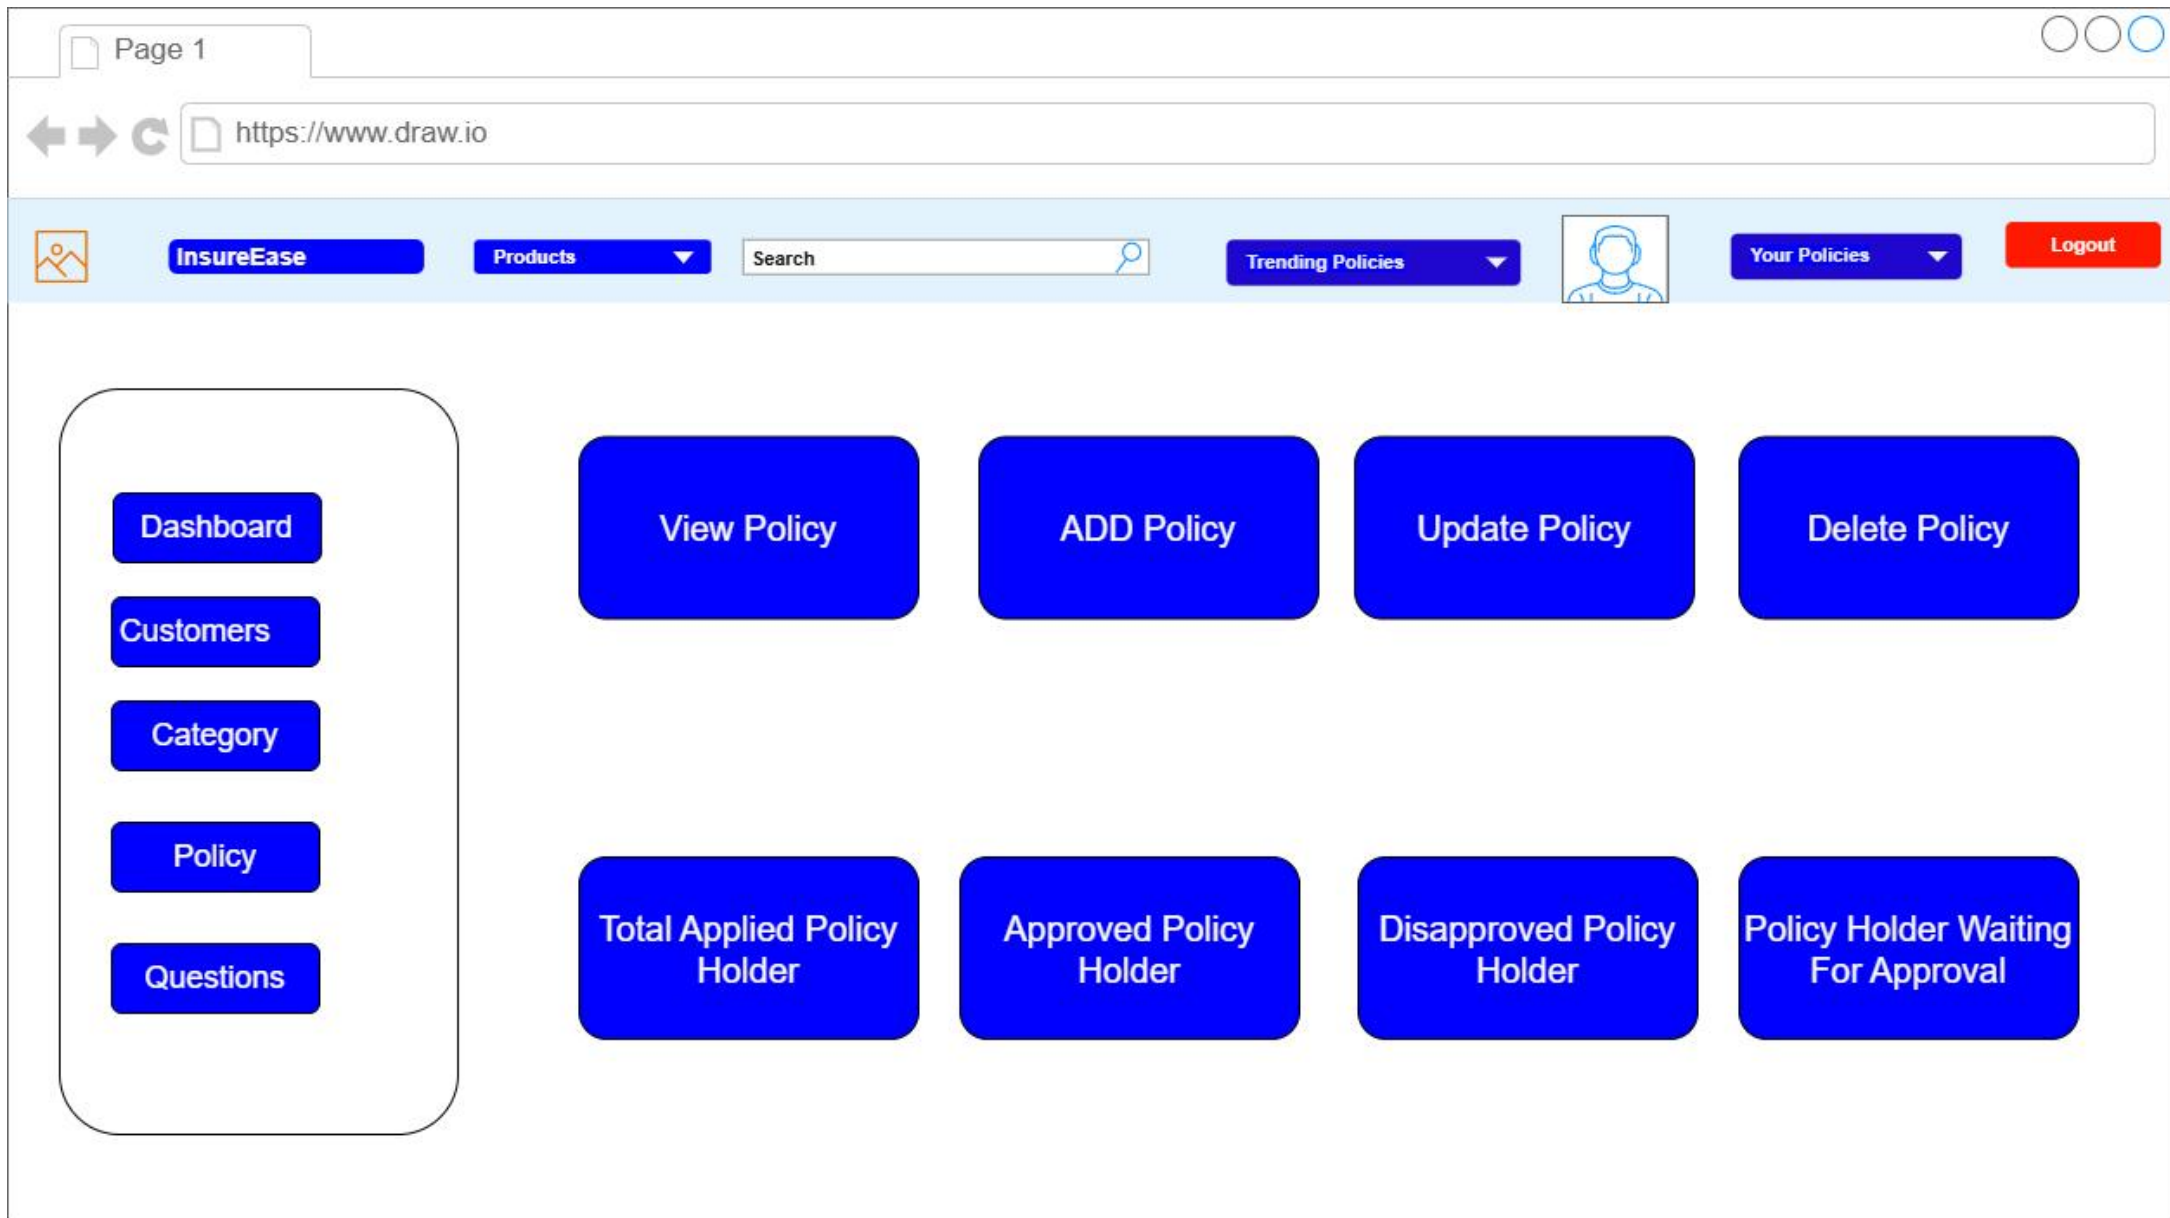 Page 1
https://www.draw.io
InsureEase
Products
Search
Trending Policies
Your Policies
Logout
Dashboard
Customers
Category
Policy
Questions
View Policy
ADD Policy
Update Policy
Delete Policy
Total Applied Policy
Holder
Approved Policy
Holder
Disapproved Policy
Holder
Policy Holder Waiting
For Approval